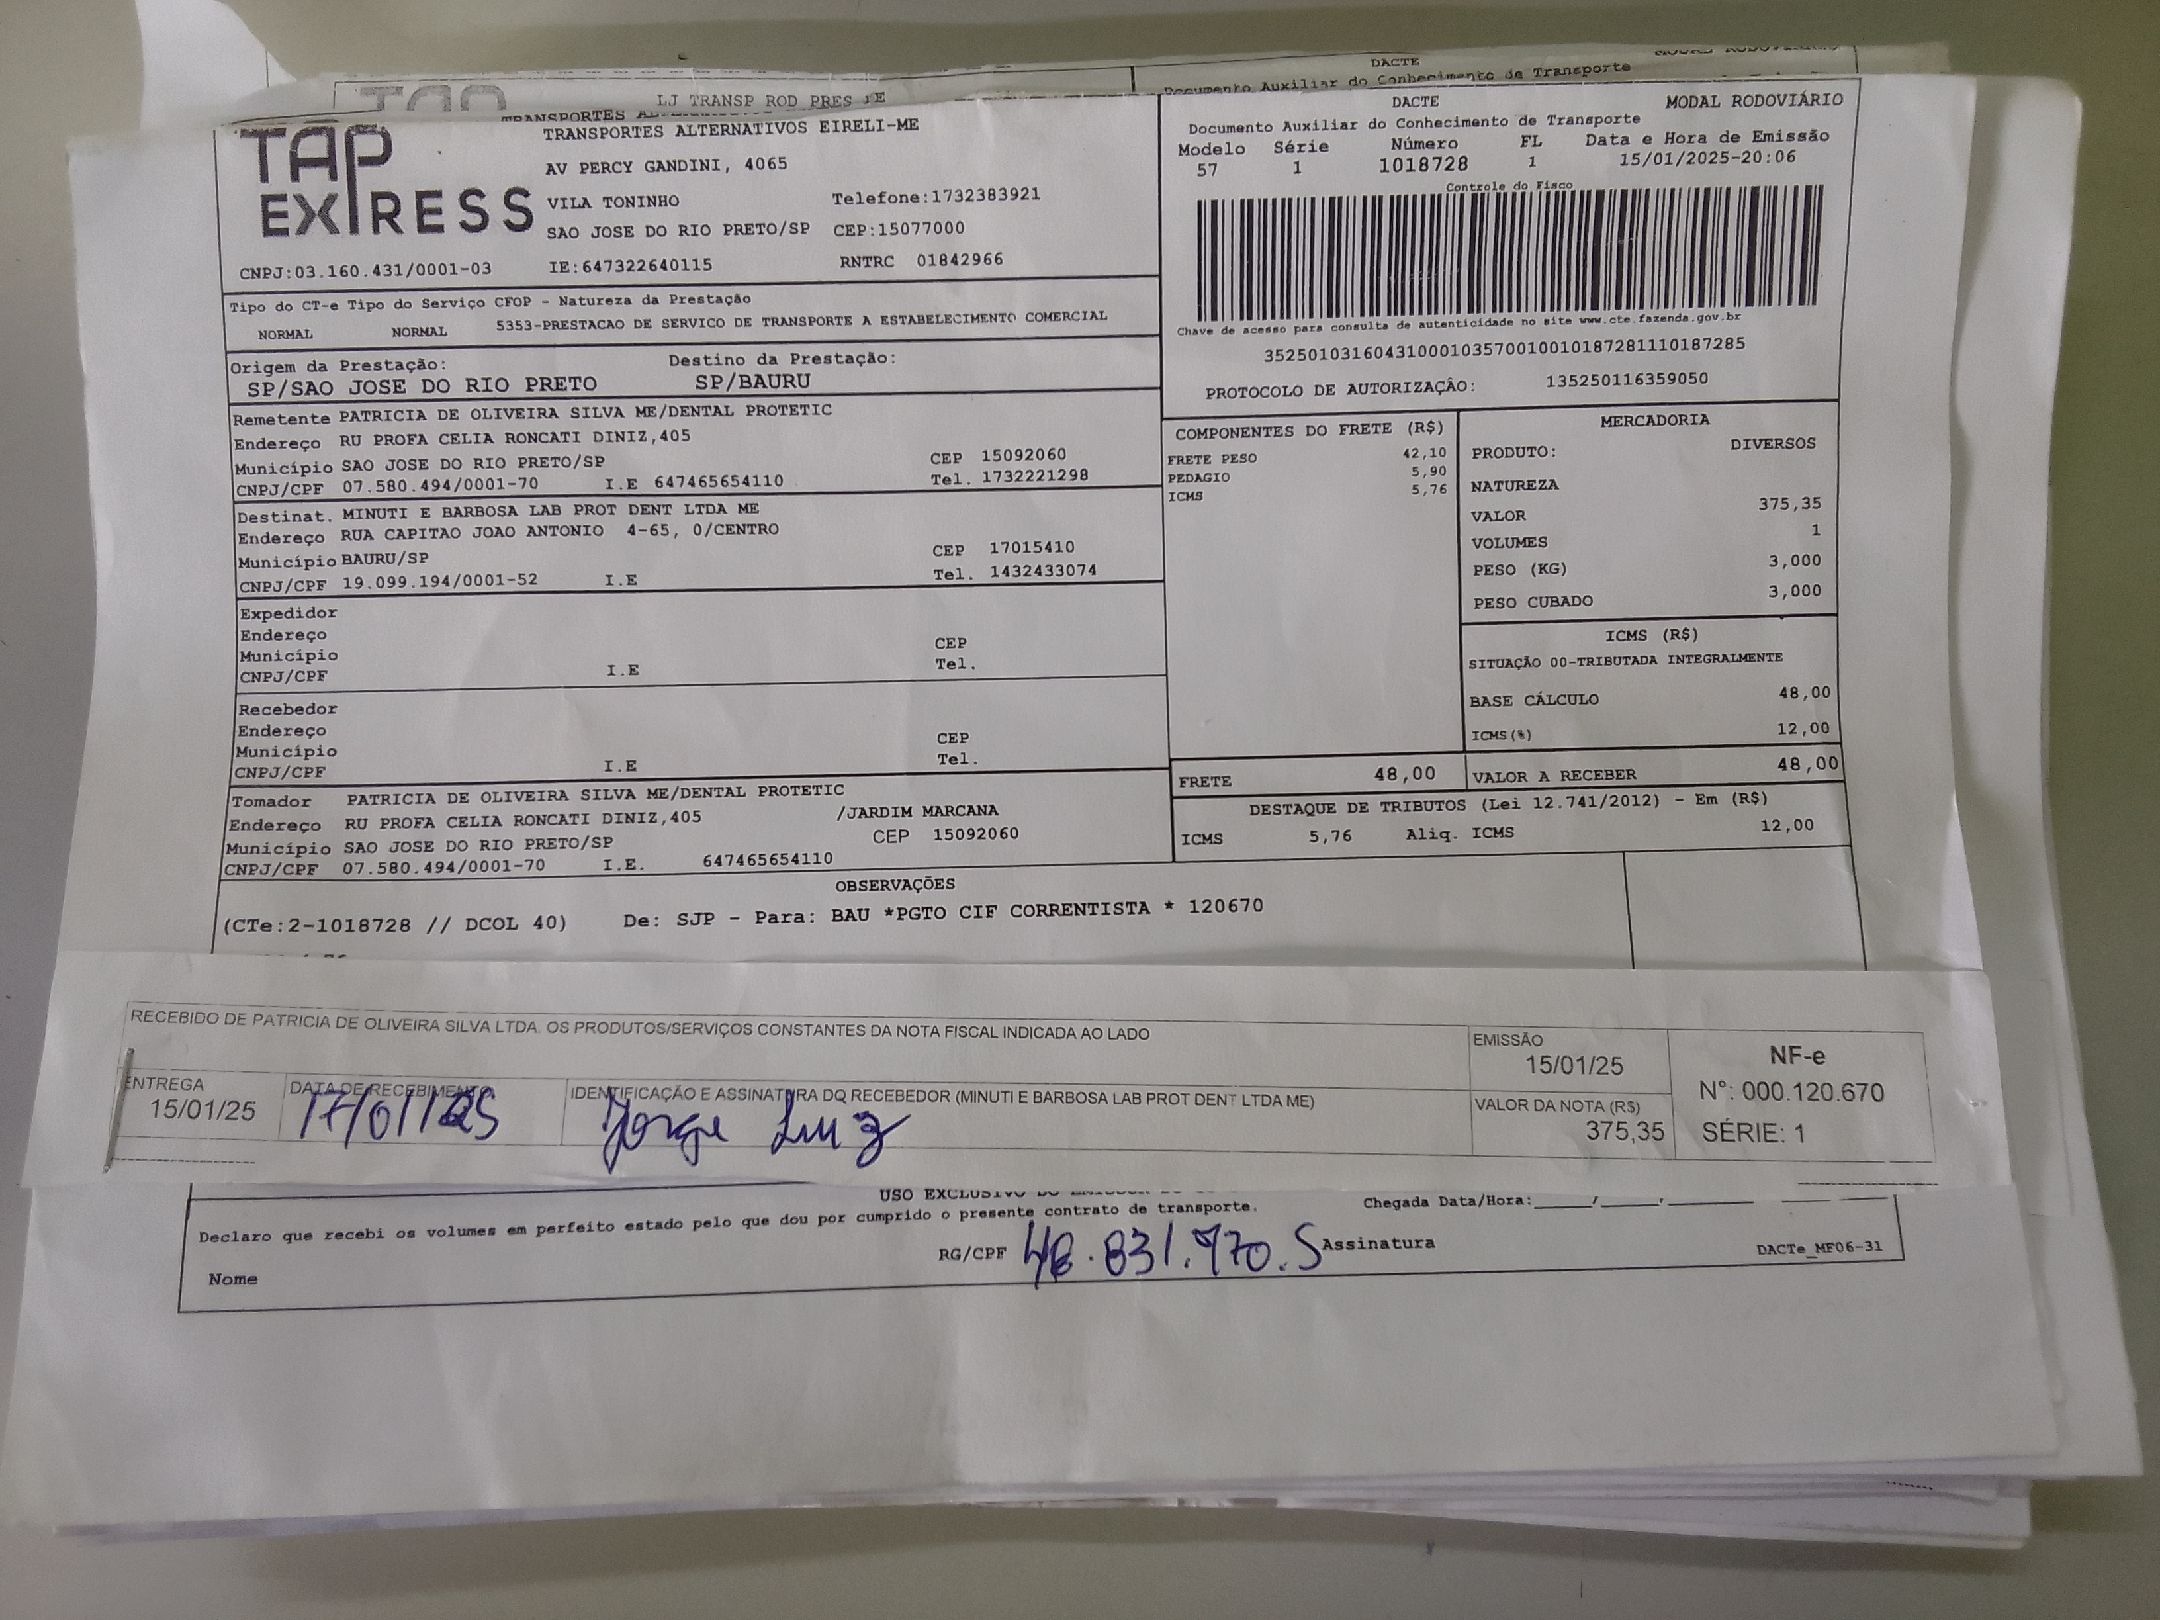 DACTE
Documento Auxiliar do Conhecimento de Transporte
LJ TRANSP ROD PRES
TAP EXPRESS
TRANSPORTES ALTERNATIVOS EIRELI-ME
AV PERCY GANDINI, 4065
VILA TONINHO Telefone:1732383921
SAO JOSE DO RIO PRETO/SP CEP:15077000
CNPJ:03.160.431/0001-03 IE:647322640115 RNTRC 01842966
DACTE MODAL RODOVIÁRIO
Documento Auxiliar do Conhecimento de Transporte
Modelo Série Número FL Data e Hora de Emissão
57 1 1018728 1 15/01/2025-20:06
Controle do Fisco
Chave de acesso para consulta de autenticidade no site www.cte.fazenda.gov.br
35250103160431000103570010010187281110187285
PROTOCOLO DE AUTORIZAÇÃO: 135250116359050
Tipo do CT-e Tipo do Serviço CFOP - Natureza da Prestação
NORMAL NORMAL 5353-PRESTACAO DE SERVICO DE TRANSPORTE A ESTABELECIMENTO COMERCIAL
Origem da Prestação: Destino da Prestação:
SP/SAO JOSE DO RIO PRETO SP/BAURU
Remetente PATRICIA DE OLIVEIRA SILVA ME/DENTAL PROTETIC
Endereço RU PROFA CELIA RONCATI DINIZ,405
Município SAO JOSE DO RIO PRETO/SP CEP 15092060
CNPJ/CPF 07.580.494/0001-70 I.E 647465654110 Tel. 1732221298
Destinat. MINUTI E BARBOSA LAB PROT DENT LTDA ME
Endereço RUA CAPITAO JOAO ANTONIO 4-65, 0/CENTRO
Município BAURU/SP CEP 17015410
CNPJ/CPF 19.099.194/0001-52 I.E Tel. 1432433074
Expedidor
Endereço
Município CEP
CNPJ/CPF I.E Tel.
Recebedor
Endereço
Município CEP
CNPJ/CPF I.E Tel.
Tomador PATRICIA DE OLIVEIRA SILVA ME/DENTAL PROTETIC
Endereço RU PROFA CELIA RONCATI DINIZ,405 /JARDIM MARCANA
Município SAO JOSE DO RIO PRETO/SP CEP 15092060
CNPJ/CPF 07.580.494/0001-70 I.E. 647465654110
COMPONENTES DO FRETE (R$)
FRETE PESO 42,10
PEDAGIO 5,90
ICMS 5,76
MERCADORIA
PRODUTO: DIVERSOS
NATUREZA
VALOR 375,35
VOLUMES 1
PESO (KG) 3,000
PESO CUBADO 3,000
ICMS (R$)
SITUAÇÃO 00-TRIBUTADA INTEGRALMENTE
BASE CÁLCULO 48,00
ICMS(%) 12,00
FRETE 48,00 VALOR A RECEBER 48,00
DESTAQUE DE TRIBUTOS (Lei 12.741/2012) - Em (R$)
ICMS 5,76 Aliq. ICMS 12,00
OBSERVAÇÕES
(CTe:2-1018728 // DCOL 40) De: SJP - Para: BAU *PGTO CIF CORRENTISTA * 120670
RECEBIDO DE PATRICIA DE OLIVEIRA SILVA LTDA. OS PRODUTOS/SERVIÇOS CONSTANTES DA NOTA FISCAL INDICADA AO LADO
EMISSÃO
15/01/25
NF-e
Nº: 000.120.670
SÉRIE: 1
ENTREGA
15/01/25
DATA DE RECEBIMENTO
17/01/25
IDENTIFICAÇÃO E ASSINATURA DO RECEBEDOR (MINUTI E BARBOSA LAB PROT DENT LTDA ME)
Jorge Luz
VALOR DA NOTA (R$)
375,35
USO EXCLUSIVO DO
Declaro que recebi os volumes em perfeito estado pelo que dou por cumprido o presente contrato de transporte. Chegada Data/Hora:____/____,____
Nome RG/CPF 48.831.970.5 Assinatura DACTe_MF06-31